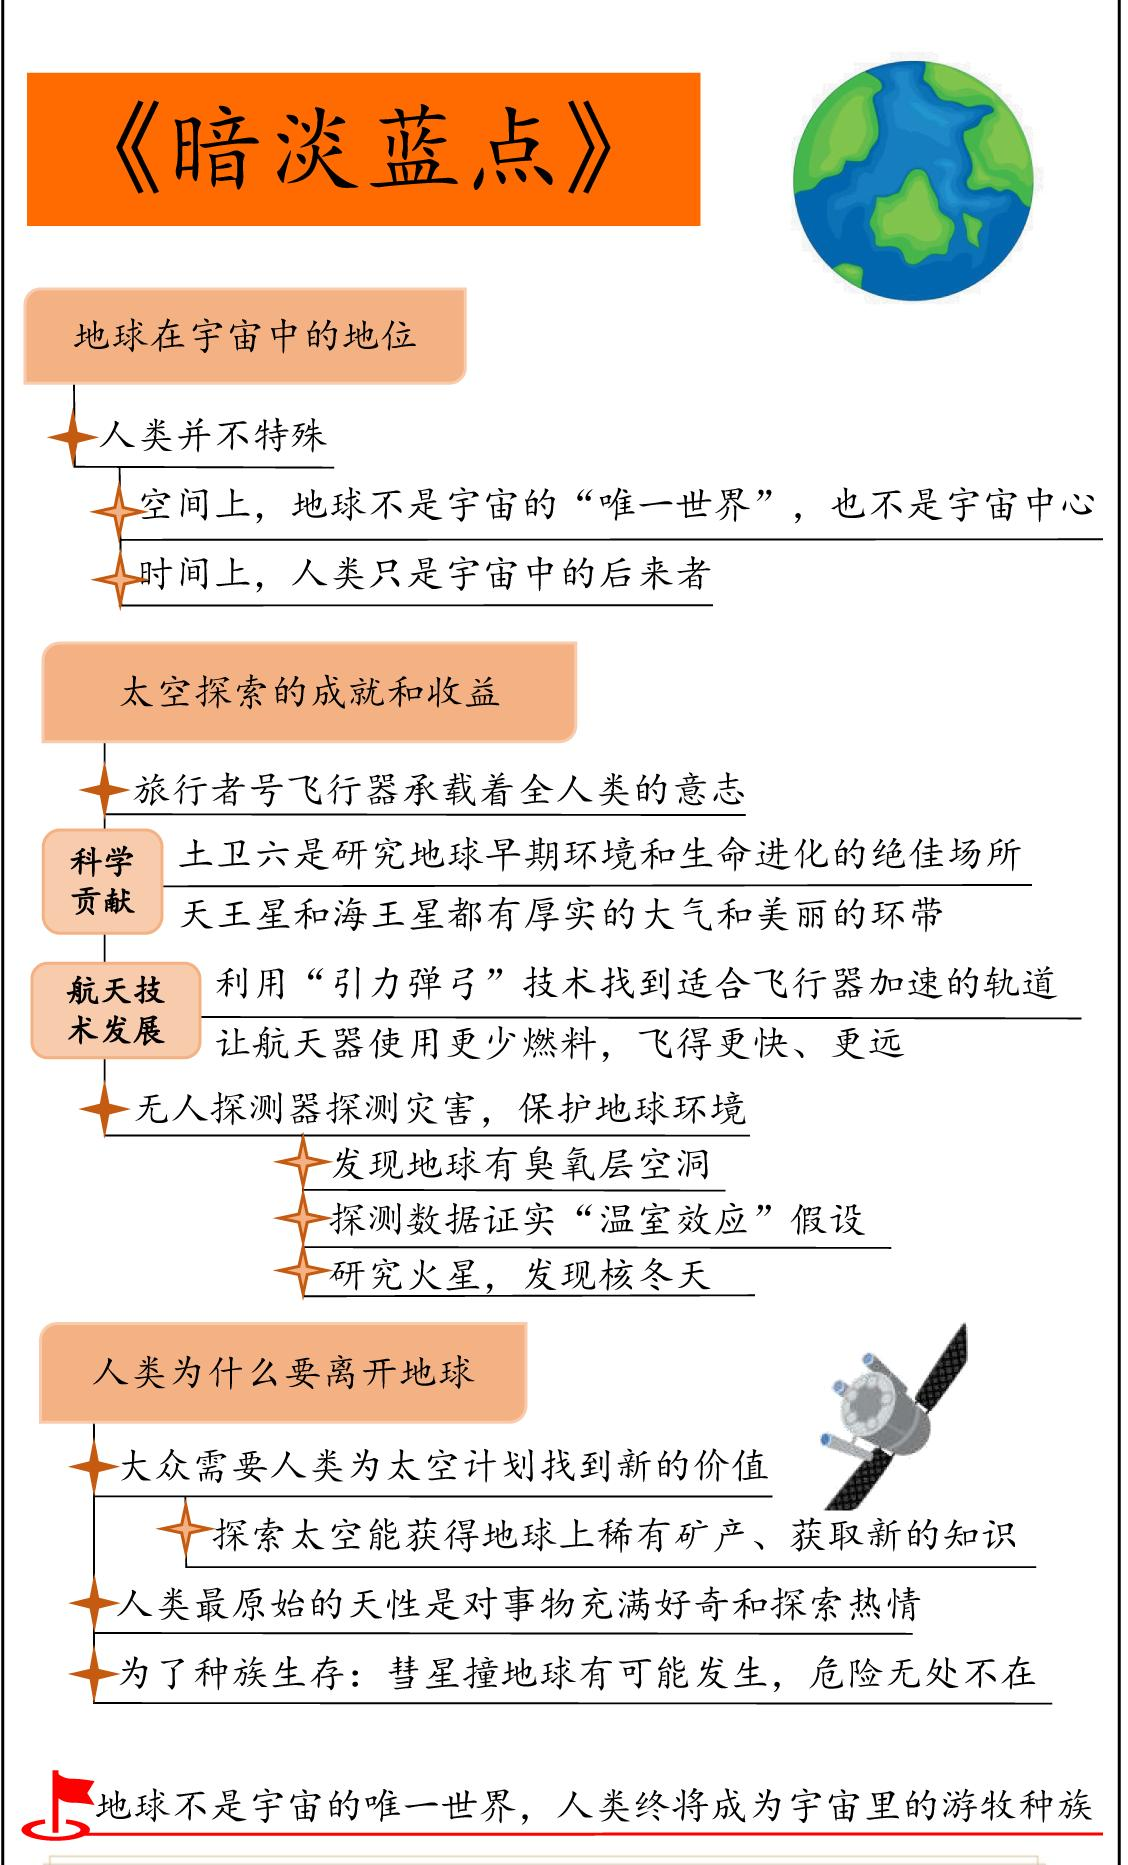 《暗淡蓝点》
地球在宇宙中的地位
人类并不特殊
空间上，地球不是宇宙的“唯一世界”，也不是宇宙中心
时间上，人类只是宇宙中的后来者
太空探索的成就和收益
旅行者号飞行器承载着全人类的意志
科学
贡献
土卫六是研究地球早期环境和生命进化的绝佳场所
天王星和海王星都有厚实的大气和美丽的环带
航天技
术发展
利用“引力弹弓”技术找到适合飞行器加速的轨道
让航天器使用更少燃料，飞得更快、更远
无人探测器探测灾害，保护地球环境
发现地球有臭氧层空洞
探测数据证实“温室效应”假设
研究火星，发现核冬天
人类为什么要离开地球
大众需要人类为太空计划找到新的价值
探索太空能获得地球上稀有矿产、获取新的知识
人类最原始的天性是对事物充满好奇和探索热情
为了种族生存：彗星撞地球有可能发生，危险无处不在
地球不是宇宙的唯一世界，人类终将成为宇宙里的游牧种族